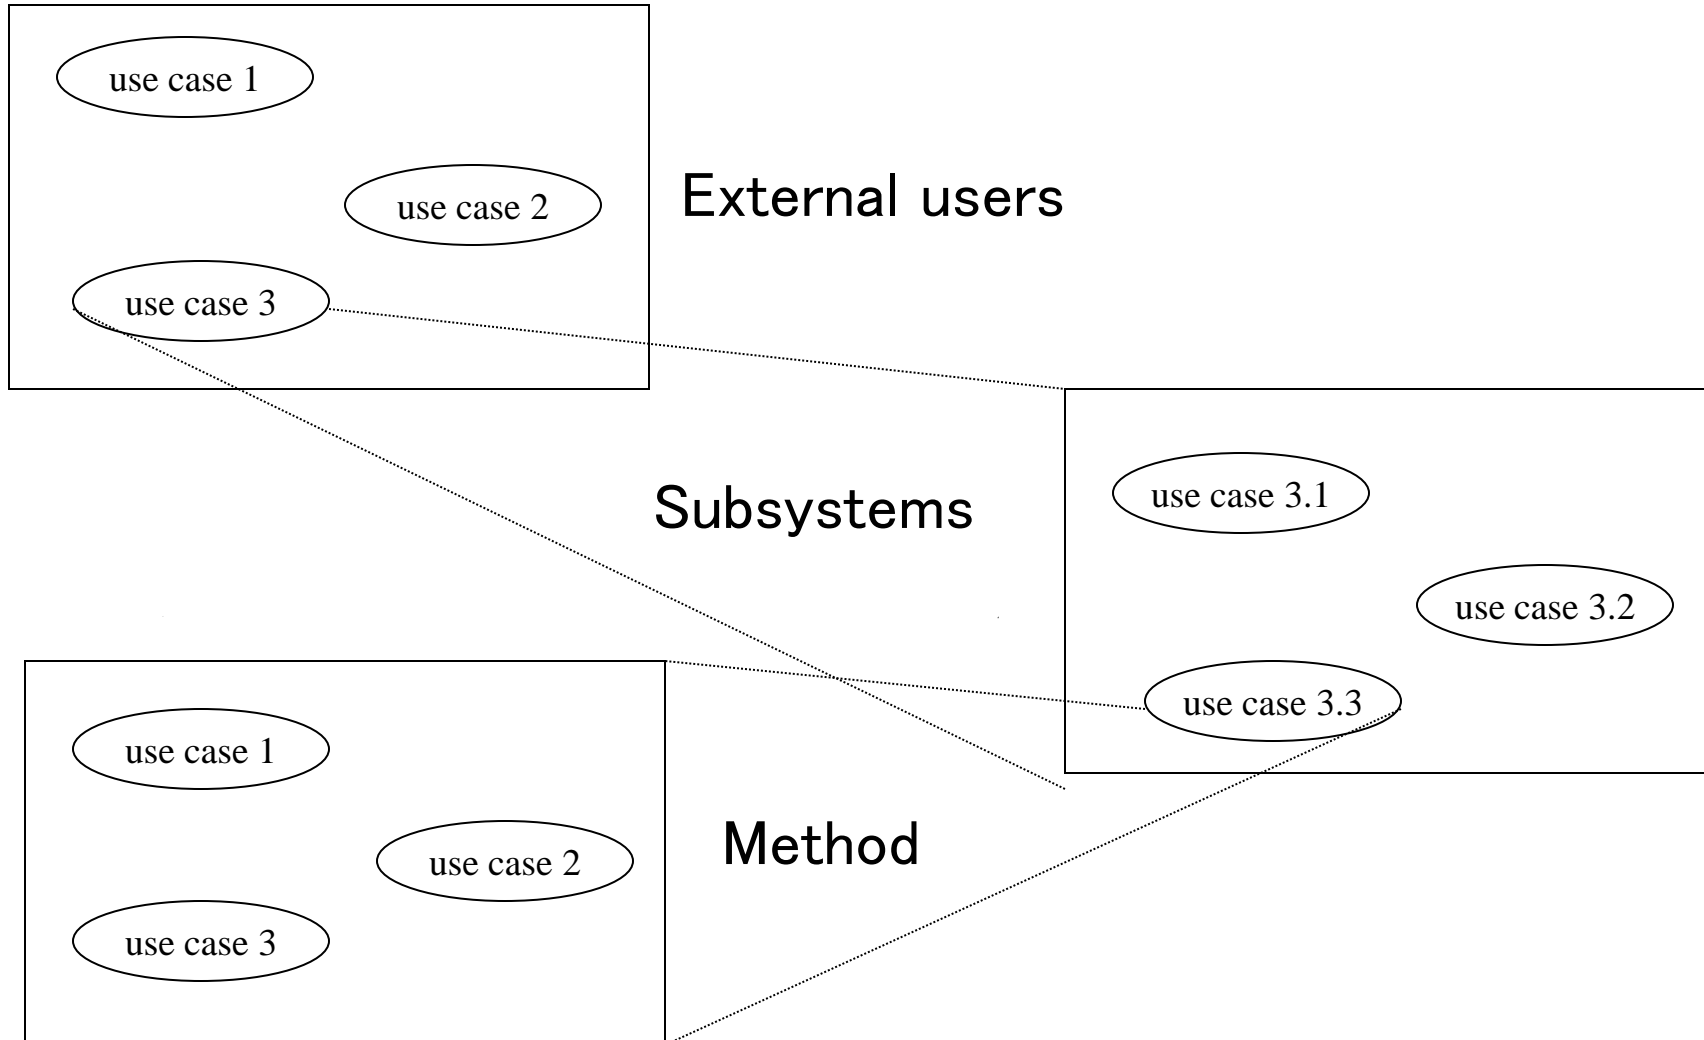 use case 1
use case 2
External users
use case 3
Subsystems
use case 3.1
use case 3.2
use case 3.3
use case 1
Method
use case 2
use case 3